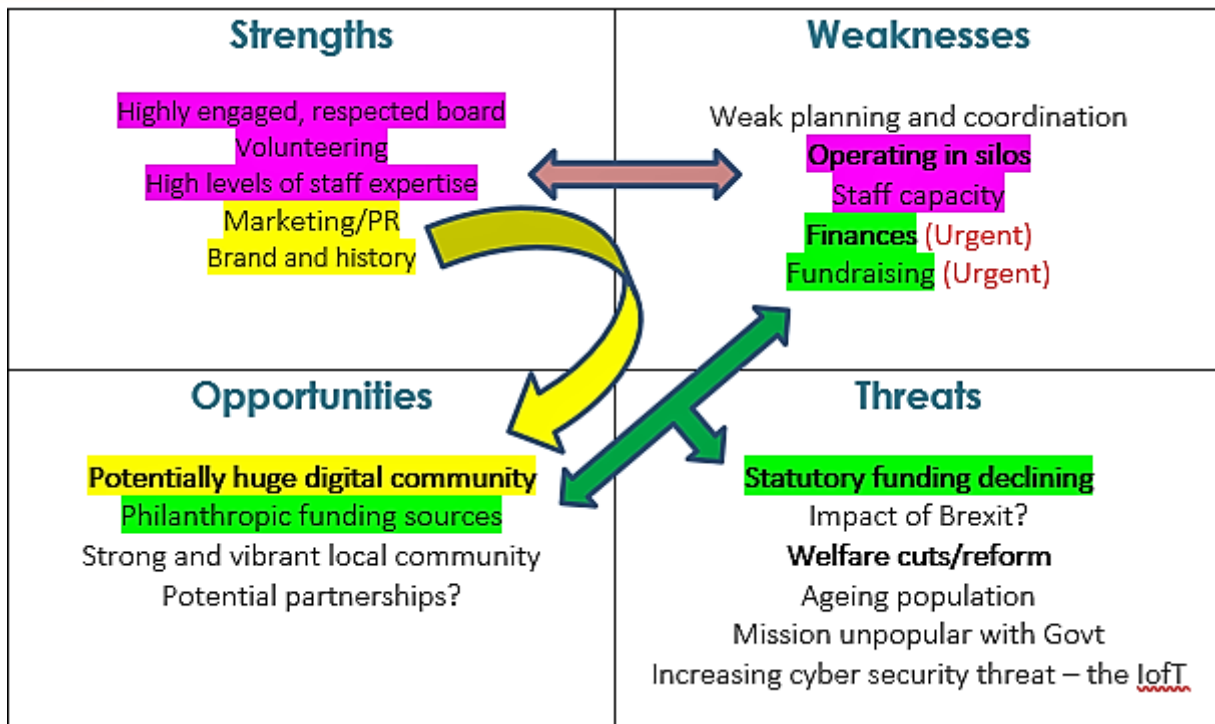 Strengths
Highly engaged, respected board
Volunteering
High levels of staff expertise
Marketing/PR
Brand and history
Weaknesses
Weak planning and coordination
Operating in silos
Staff capacity
Finances (Urgent)
Fundraising (Urgent)
Opportunities
Potentially huge digital community
Philanthropic funding sources
Strong and vibrant local community
Potential partnerships?
Threats
Statutory funding declining
Impact of Brexit?
Welfare cuts/reform
Ageing population
Mission unpopular with Govt
Increasing cyber security threat – the IofT